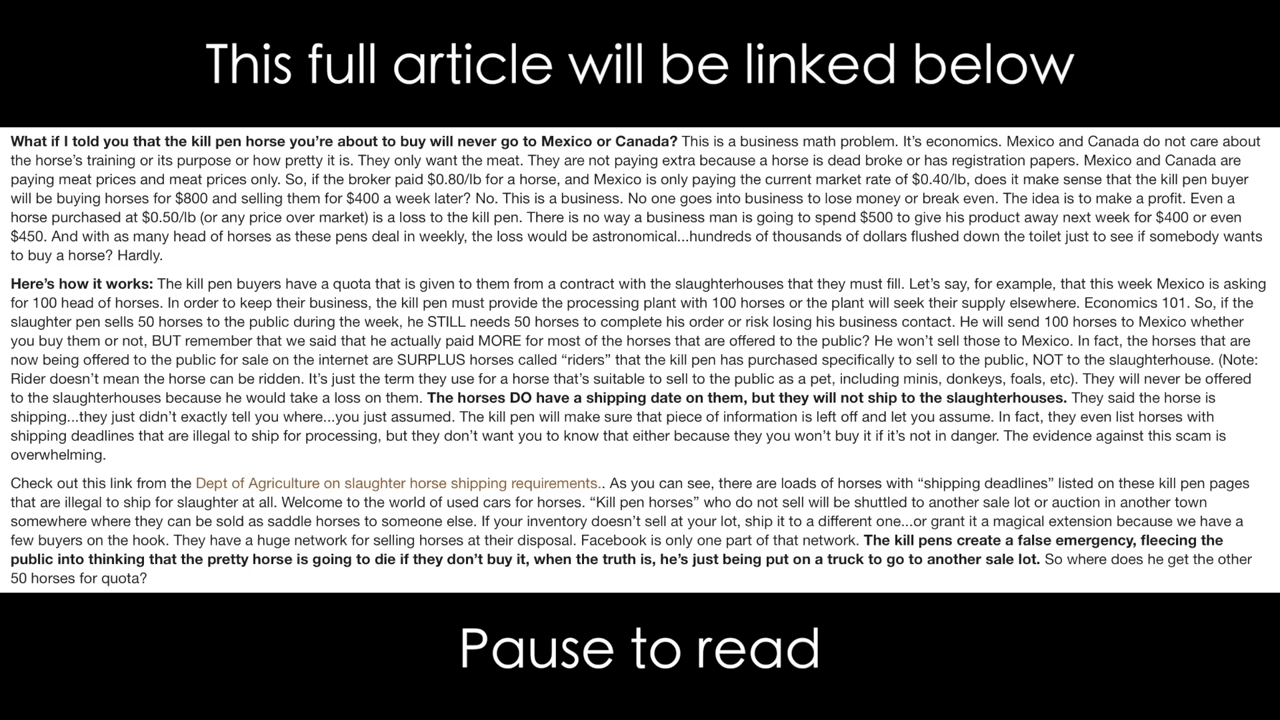 This full article will be linked below
What if I told you that the kill pen horse you’re about to buy will never go to Mexico or Canada? This is a business math problem. It’s economics. Mexico and Canada do not care about
the horse’s training or its purpose or how pretty it is. They only want the meat. They are not paying extra because a horse is dead broke or has registration papers. Mexico and Canada are
paying meat prices and meat prices only. So, if the broker paid $0.80/lb for a horse, and Mexico is only paying the current market rate of $0.40/lb, does it make sense that the kill pen buyer
will be buying horses for $800 and selling them for $400 a week later? No. This is a business. No one goes into business to lose money or break even. The idea is to make a profit. Even a
horse purchased at $0.50/lb (or any price over market) is a loss to the kill pen. There is no way a business man is going to spend $500 to give his product away next week for $400 or even
$450. And with as many head of horses as these pens deal in weekly, the loss would be astronomical...hundreds of thousands of dollars flushed down the toilet just to see if somebody wants
to buy a horse? Hardly.
Here’s how it works: The kill pen buyers have a quota that is given to them from a contract with the slaughterhouses that they must fill. Let’s say, for example, that this week Mexico is asking
for 100 head of horses. In order to keep their business, the kill pen must provide the processing plant with 100 horses or the plant will seek their supply elsewhere. Economics 101. So, if the
slaughter pen sells 50 horses to the public during the week, he STILL needs 50 horses to complete his order or risk losing his business contact. He will send 100 horses to Mexico whether
you buy them or not, BUT remember that we said that he actually paid MORE for most of the horses that are offered to the public? He won’t sell those to Mexico. In fact, the horses that are
now being offered to the public for sale on the internet are SURPLUS horses called “riders” that the kill pen has purchased specifically to sell to the public, NOT to the slaughterhouse. (Note:
Rider doesn’t mean the horse can be ridden. It’s just the term they use for a horse that’s suitable to sell to the public as a pet, including minis, donkeys, foals, etc). They will never be offered
to the slaughterhouses because he would take a loss on them. The horses DO have a shipping date on them, but they will not ship to the slaughterhouses. They said the horse is
shipping...they just didn’t exactly tell you where...you just assumed. The kill pen will make sure that piece of information is left off and let you assume. In fact, they even list horses with
shipping deadlines that are illegal to ship for processing, but they don’t want you to know that either because they you won’t buy it if it’s not in danger. The evidence against this scam is
overwhelming.
Check out this link from the Dept of Agriculture on slaughter horse shipping requirements.. As you can see, there are loads of horses with “shipping deadlines” listed on these kill pen pages
that are illegal to ship for slaughter at all. Welcome to the world of used cars for horses. “Kill pen horses” who do not sell will be shuttled to another sale lot or auction in another town
somewhere where they can be sold as saddle horses to someone else. If your inventory doesn’t sell at your lot, ship it to a different one...or grant it a magical extension because we have a
few buyers on the hook. They have a huge network for selling horses at their disposal. Facebook is only one part of that network. The kill pens create a false emergency, fleecing the
public into thinking that the pretty horse is going to die if they don’t buy it, when the truth is, he’s just being put on a truck to go to another sale lot. So where does he get the other
50 horses for quota?
Pause to read